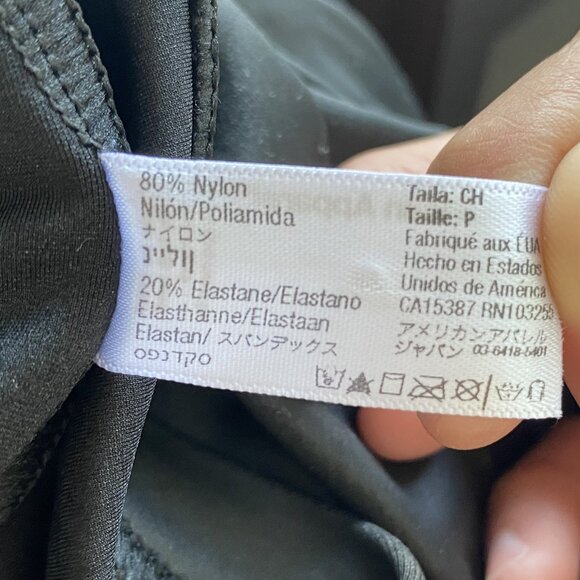 80% Nylon
Nilón/Poliamida
ナイロン
ניילון
20% Elastane/Elastano
Elasthanne/Elastaan
Elastan/ スパンデックス
ספנדקס
Talla: CH
Taille: P
Fabriqué aux ÉUA
Hecho en Estados
Unidos de América
CA15387 RN103255
アメリカンアパレル
ジャパン 03-6418-5401